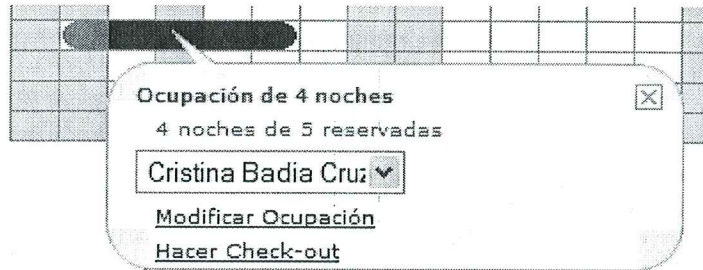 Ocupación de 4 noches
4 noches de 5 reservadas
Cristina Badia Cruz
Modificar Ocupación
Hacer Check-out